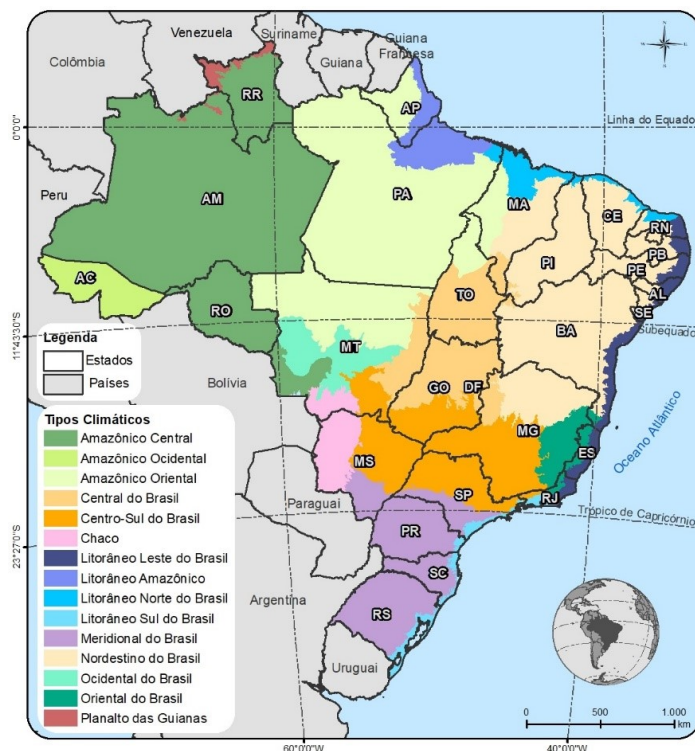 Suriname
Venezuela
Guiana
Francesa
Colômbia
Guiana
RR
AP
0°0'0"
Linha do Equado
AM
PA
MA
CE
RN
Peru
PB
PI
PE
AC
AL
TO
RO
SE
BA
Subequado
11°43'30"S
MT
Legenda
Estados
Países
Bolívia
GO
DF
Tipos Climáticos
Amazônico Central
Amazônico Ocidental
Amazônico Oriental
Central do Brasil
Centro-Sul do Brasil
Chaco
Litorâneo Leste do Brasil
Litorâneo Amazônico
Litorâneo Norte do Brasil
Litorâneo Sul do Brasil
Meridional do Brasil
Nordestino do Brasil
Ocidental do Brasil
Oriental do Brasil
Planalto das Guianas
MG
ES
Oceano Atlântico
MS
SP
RJ
Paraguai
Trópico de Capricórnio
PR
23°27'0"S
SC
Argentina
RS
Uruguai
0 500 1.000
km
60°0'0"W
40°0'0"W